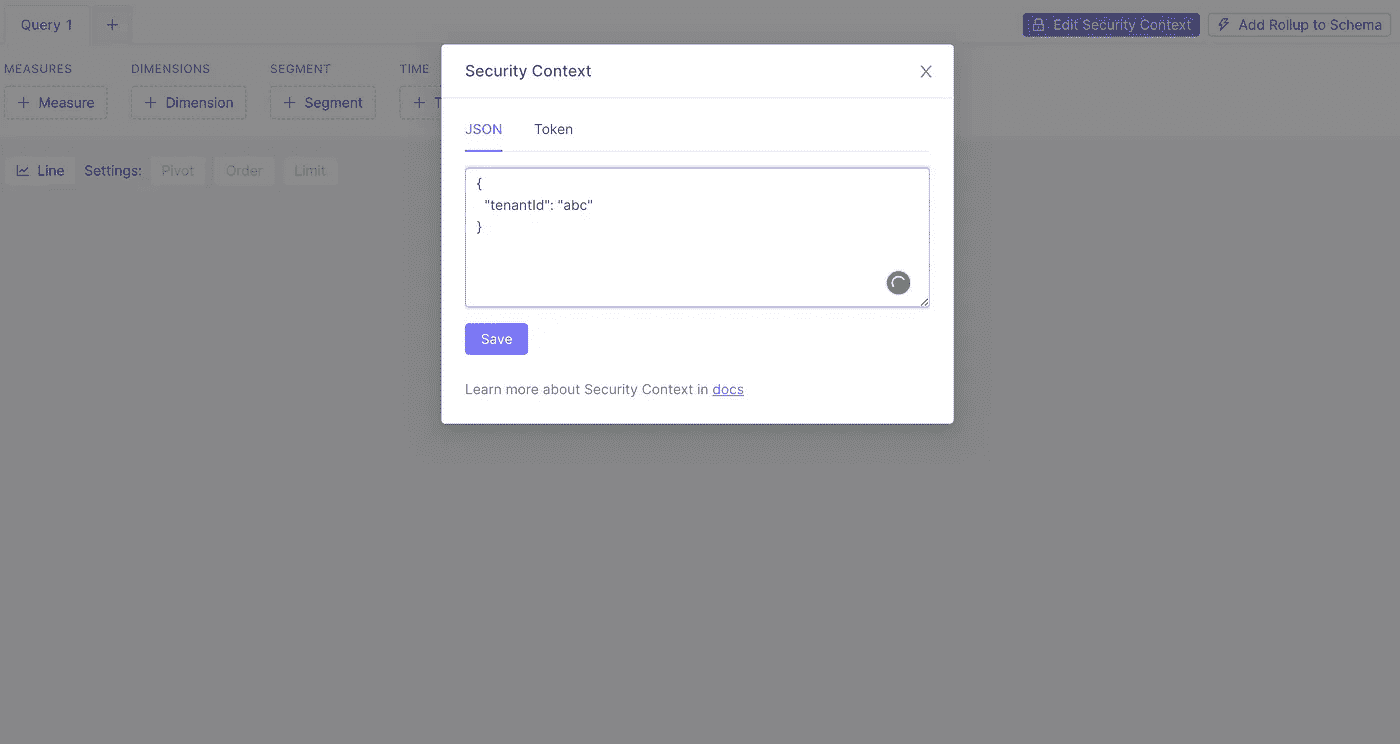 Query 1
Edit Security Context
Add Rollup to Schema
MEASURES
DIMENSIONS
SEGMENT
TIME
+ Measure
+ Dimension
+ Segment
+ T
Line
Settings:
Pivot
Order
Limit
Security Context
JSON
Token
{
"tenantId": "abc"
}
Save
Learn more about Security Context in docs